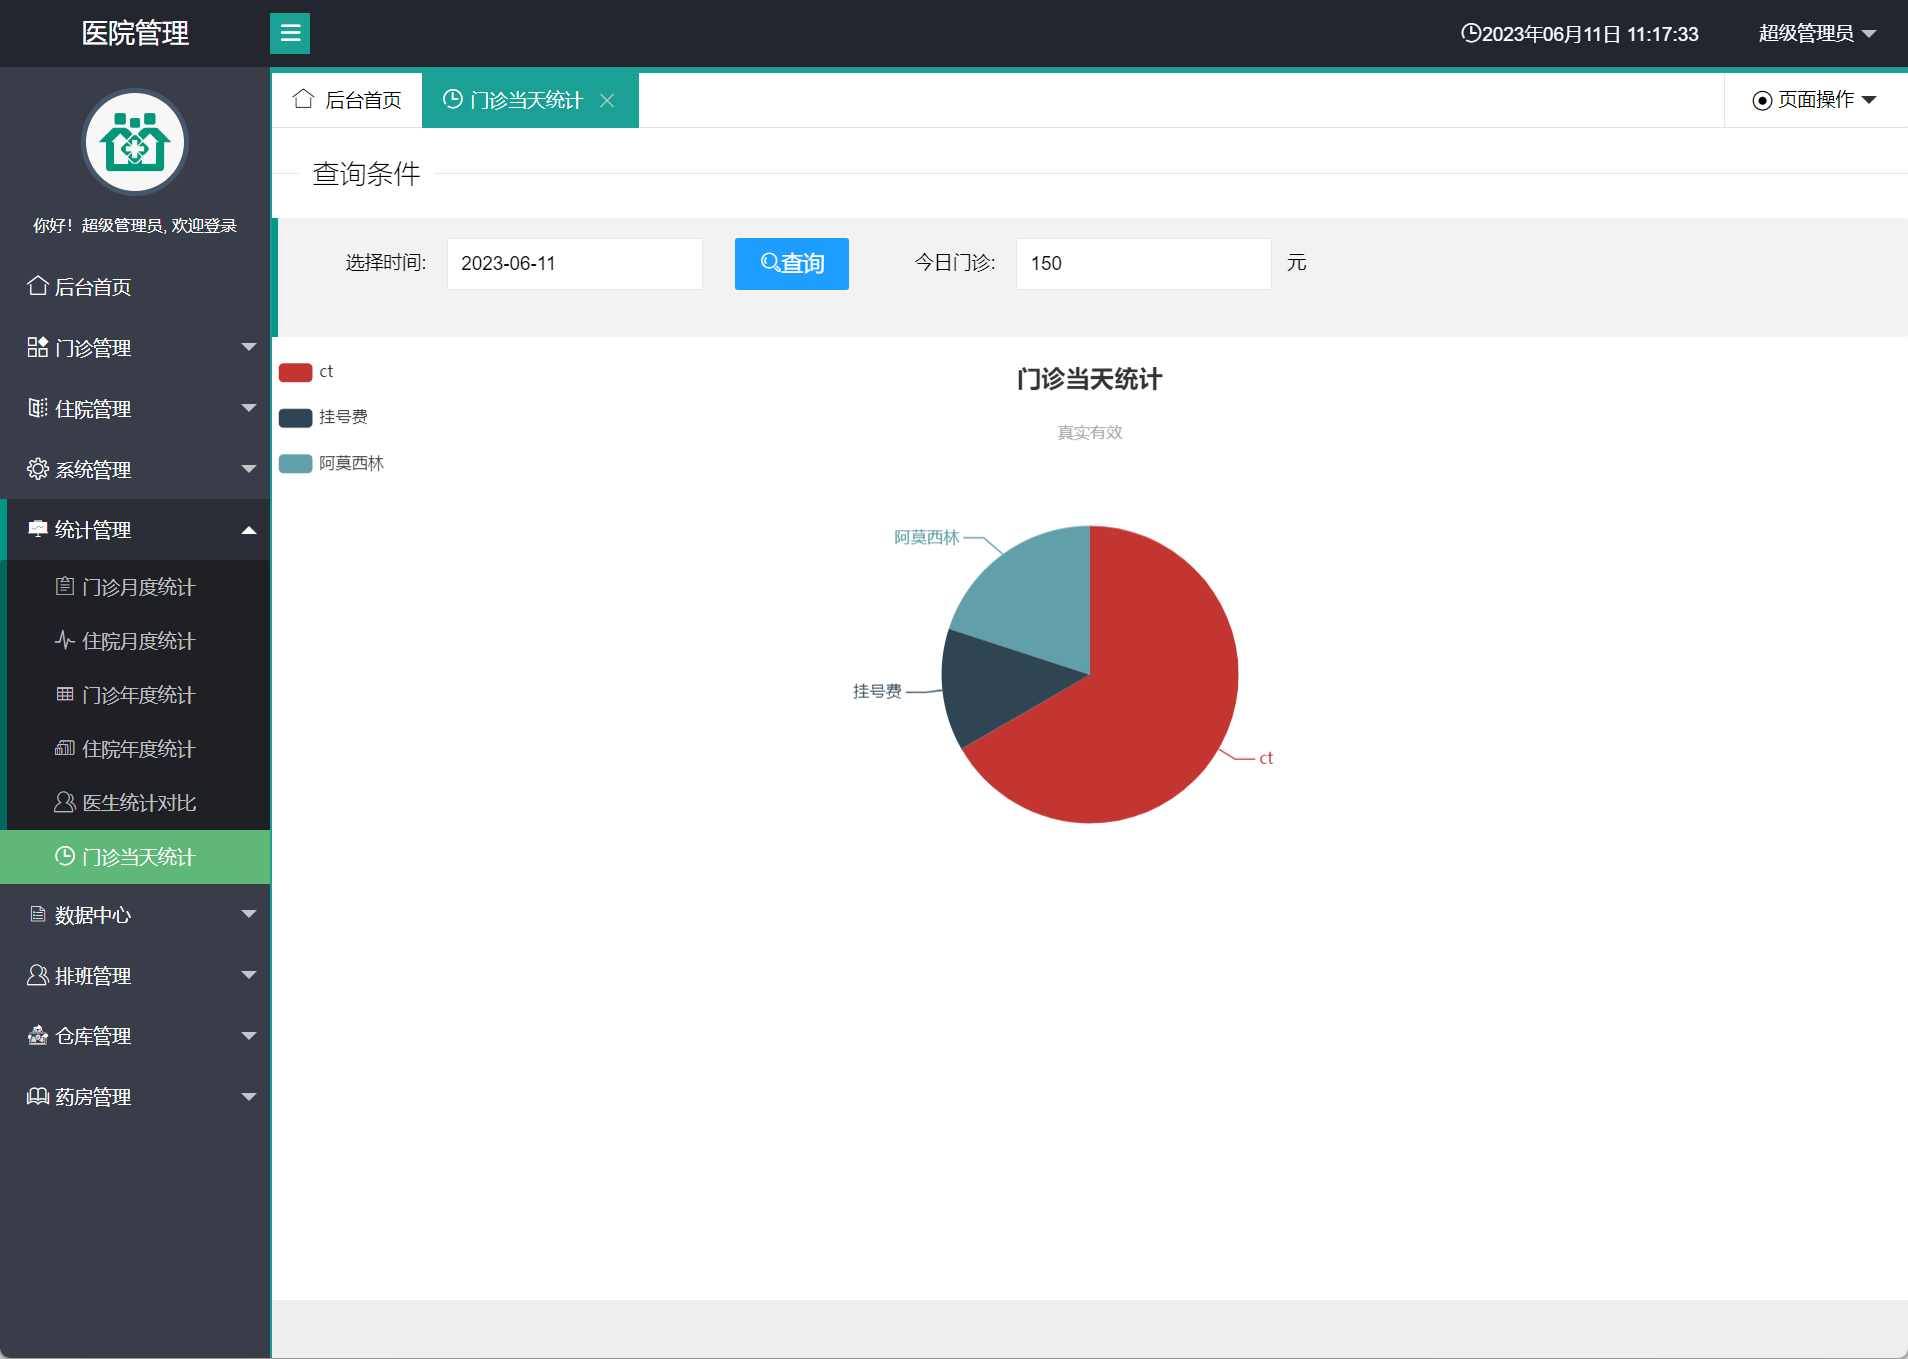 医院管理
2023年06月11日 11:17:33
超级管理员
你好！超级管理员, 欢迎登录
后台首页
门诊管理
住院管理
系统管理
统计管理
门诊月度统计
住院月度统计
门诊年度统计
住院年度统计
医生统计对比
门诊当天统计
数据中心
排班管理
仓库管理
药房管理
后台首页
门诊当天统计
页面操作
查询条件
选择时间:
2023-06-11
查询
今日门诊:
150
元
ct
挂号费
阿莫西林
门诊当天统计
真实有效
阿莫西林
挂号费
ct